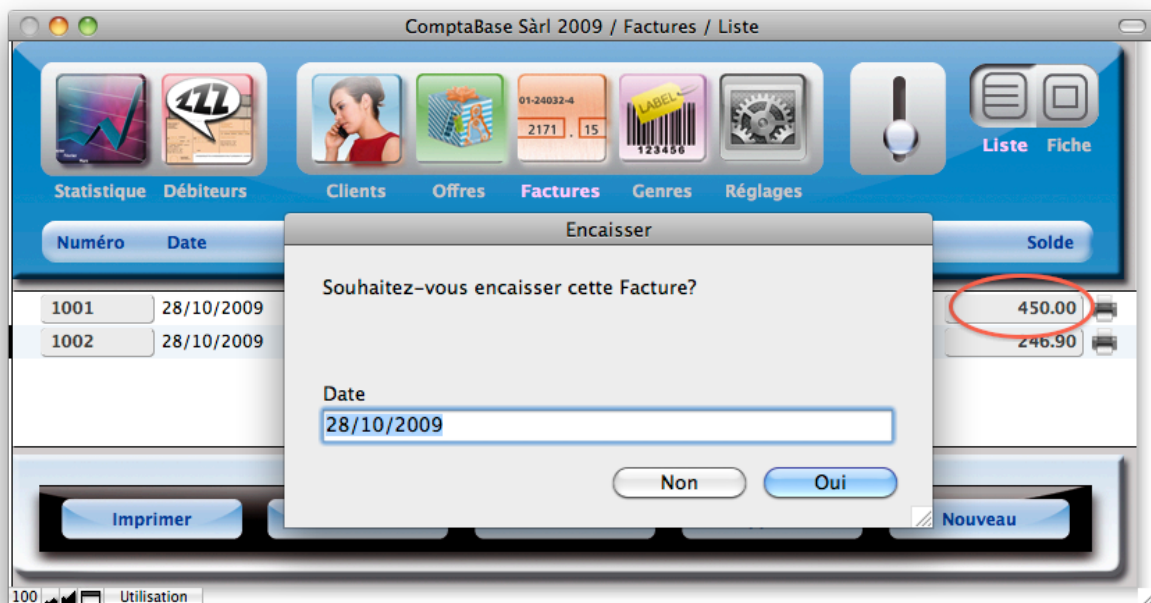 ComptaBase Sàrl 2009 / Factures / Liste
01-24032-4
2171 . 15
LABEL
123456
Liste Fiche
Statistique Débiteurs Clients Offres Factures Genres Réglages
Encaisser
Numéro Date Solde
Souhaitez-vous encaisser cette Facture?
1001 28/10/2009 450.00
1002 28/10/2009 246.90
Date
28/10/2009
Non Oui
Imprimer Nouveau
100 Utilisation